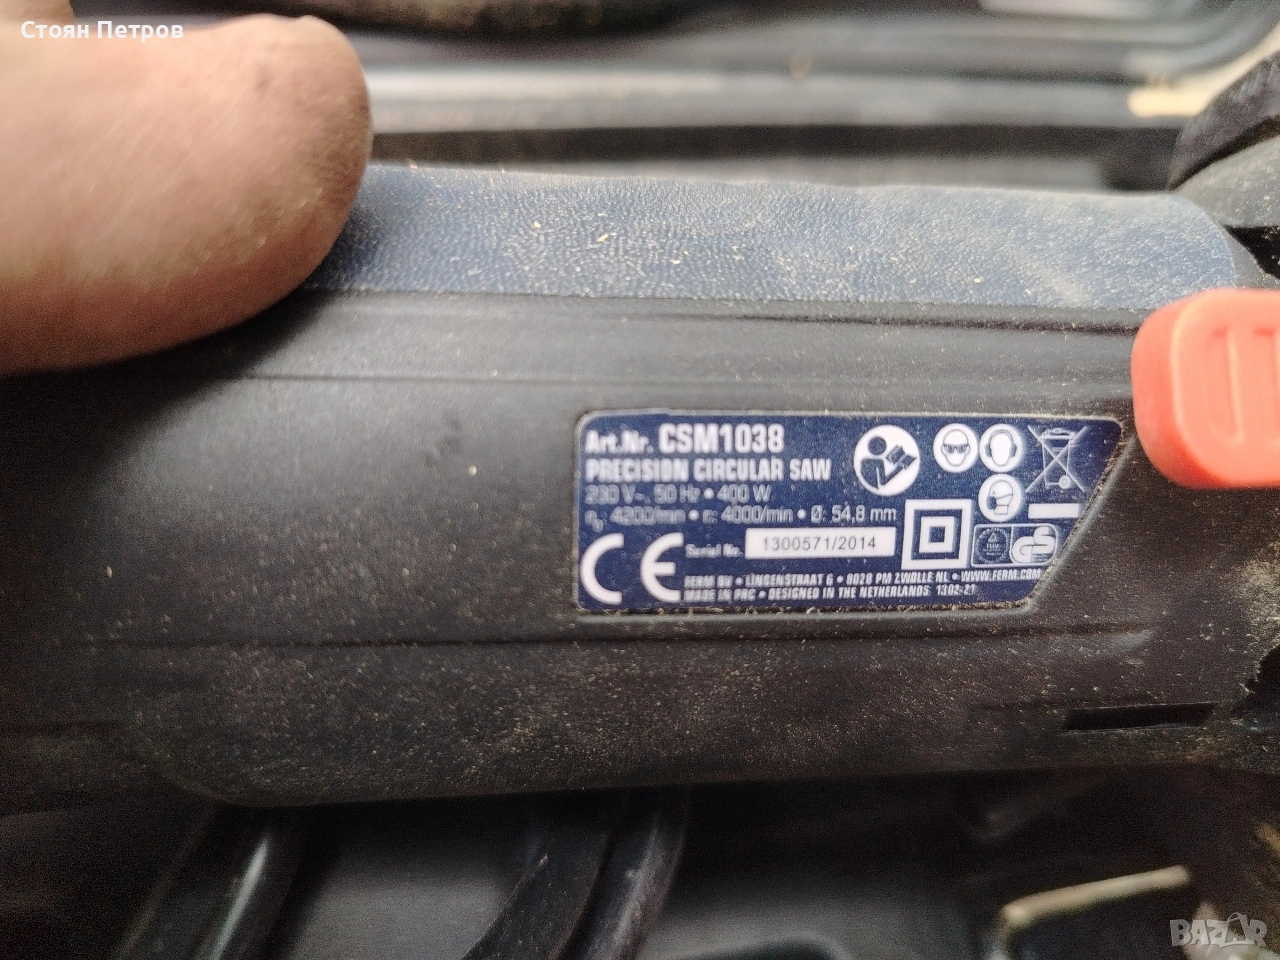 Стоян Петров
Art.Nr. CSM1038
PRECISION CIRCULAR SAW
230 V~, 50 Hz • 400 W
n₀: 4200/min • n: 4000/min • Ø: 54,8 mm
CE Serial No. 1300571/2014
FERM BV • LINGENSTRAAT 6 • 8028 PM ZWOLLE NL • WWW.FERM.COM
MADE IN PRC • DESIGNED IN THE NETHERLANDS 1302-21
GS
BAZAR